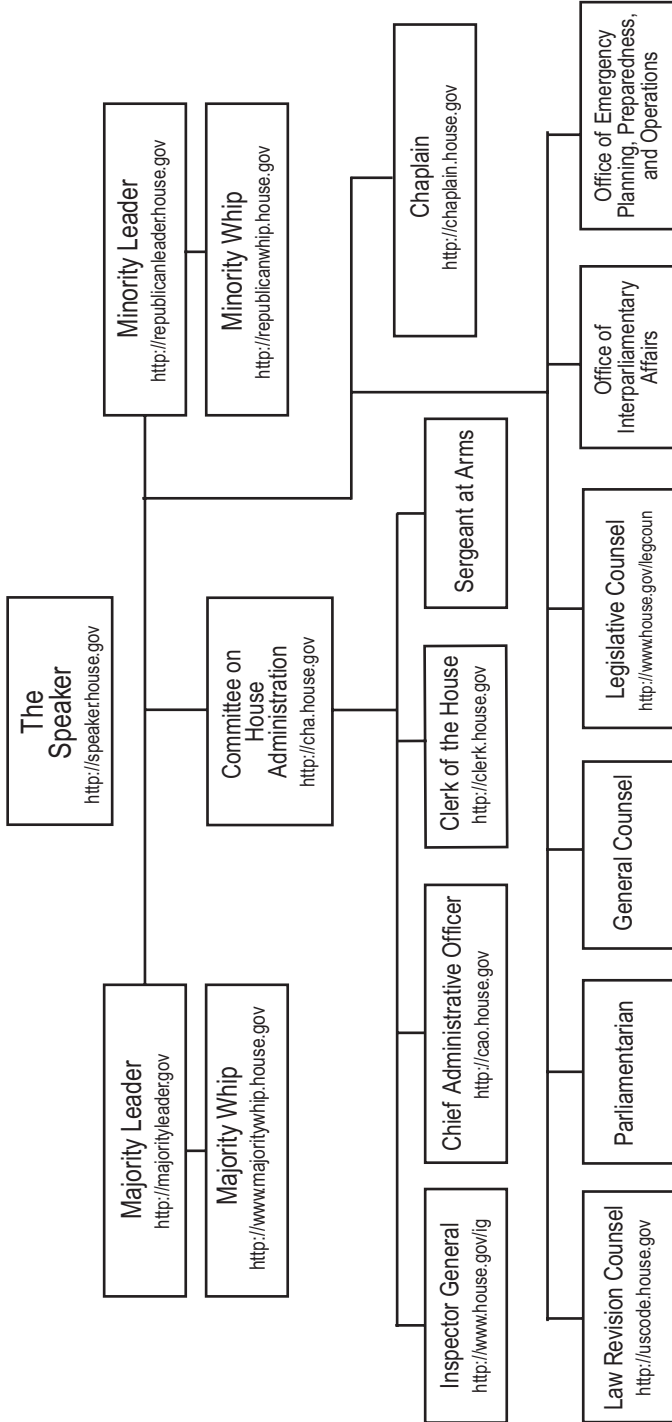 The
Speaker
http://speaker.house.gov
Majority Leader
http://majorityleader.gov
Minority Leader
http://republicanleader.house.gov
Majority Whip
http://www.majoritywhip.house.gov
Minority Whip
http://republicanwhip.house.gov
Committee on
House
Administration
http://cha.house.gov
Chaplain
http://chaplain.house.gov
Inspector General
http://www.house.gov/ig
Chief Administrative Officer
http://cao.house.gov
Clerk of the House
http://clerk.house.gov
Sergeant at Arms
Law Revision Counsel
http://uscode.house.gov
Parliamentarian
General Counsel
Legislative Counsel
http://www.house.gov/legcoun
Office of
Interparliamentary
Affairs
Office of Emergency
Planning, Preparedness,
and Operations